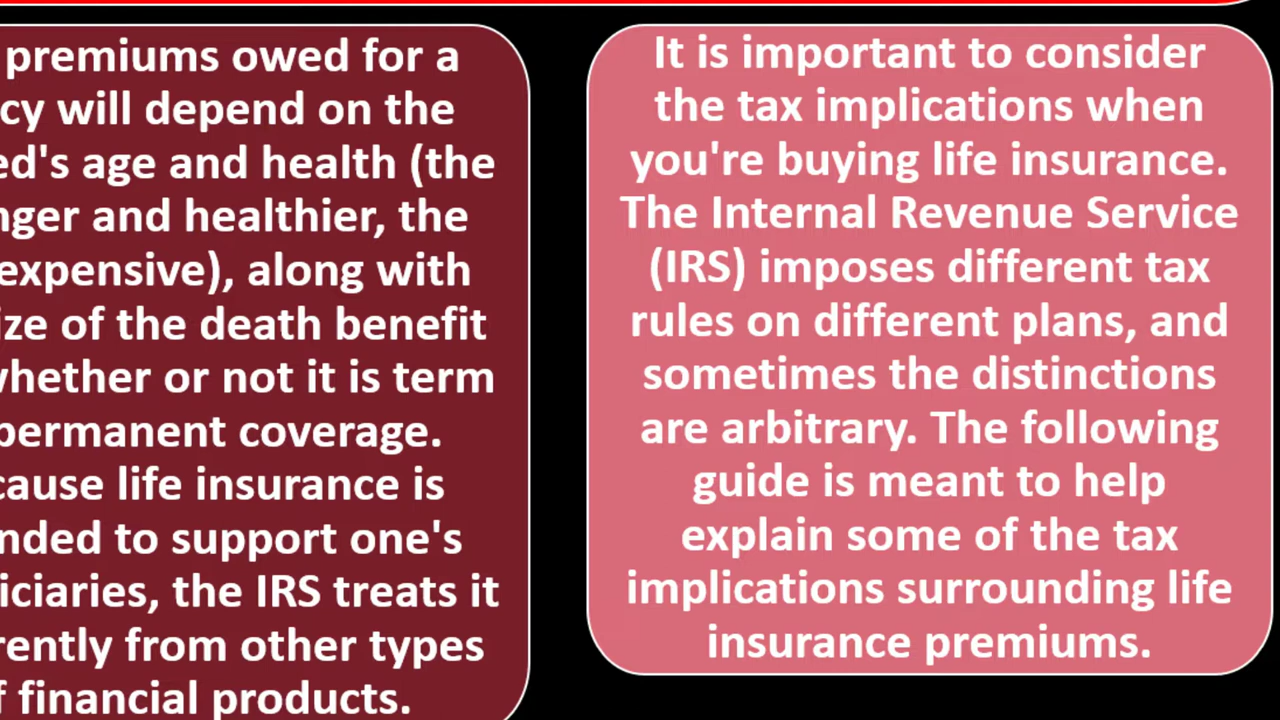 premiums owed for a
cy will depend on the
ed's age and health (the
nger and healthier, the
expensive), along with
ize of the death benefit
whether or not it is term
permanent coverage.
cause life insurance is
nded to support one's
iciaries, the IRS treats it
rently from other types
f financial products.
It is important to consider
the tax implications when
you're buying life insurance.
The Internal Revenue Service
(IRS) imposes different tax
rules on different plans, and
sometimes the distinctions
are arbitrary. The following
guide is meant to help
explain some of the tax
implications surrounding life
insurance premiums.